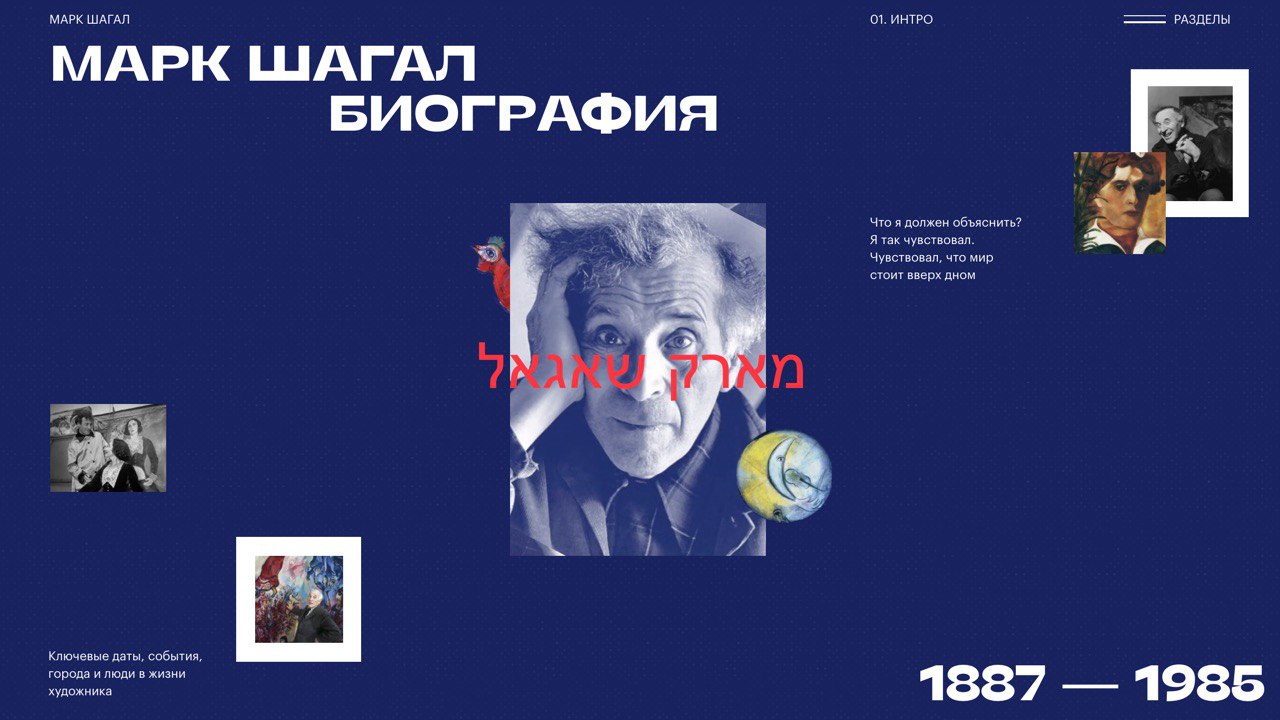 МАРК ШАГАЛ
01. ИНТРО
РАЗДЕЛЫ
МАРК ШАГАЛ
БИОГРАФИЯ
Что я должен объяснить?
Я так чувствовал.
Чувствовал, что мир
стоит вверх дном
מארק שאגאל
Ключевые даты, события,
города и люди в жизни
художника
1887 — 1985